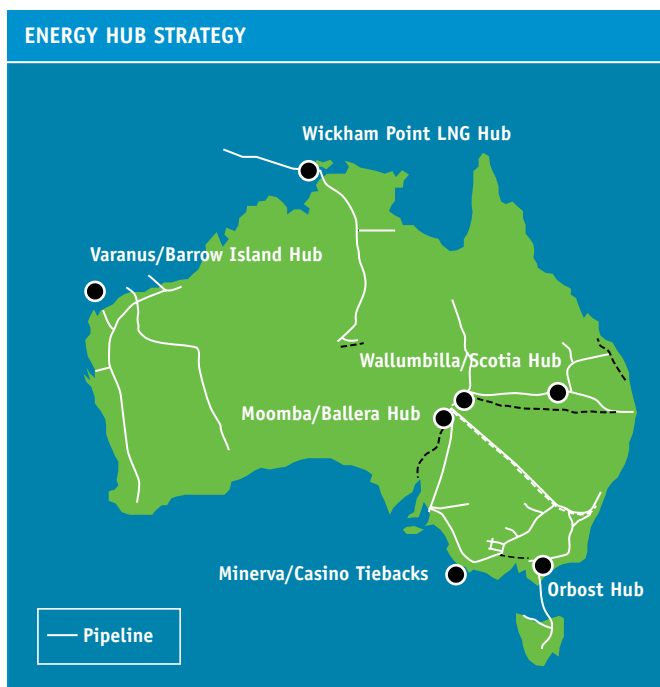 ENERGY HUB STRATEGY
Wickham Point LNG Hub
Varanus/Barrow Island Hub
Wallumbilla/Scotia Hub
Moomba/Ballera Hub
Minerva/Casino Tiebacks
Orbost Hub
Pipeline